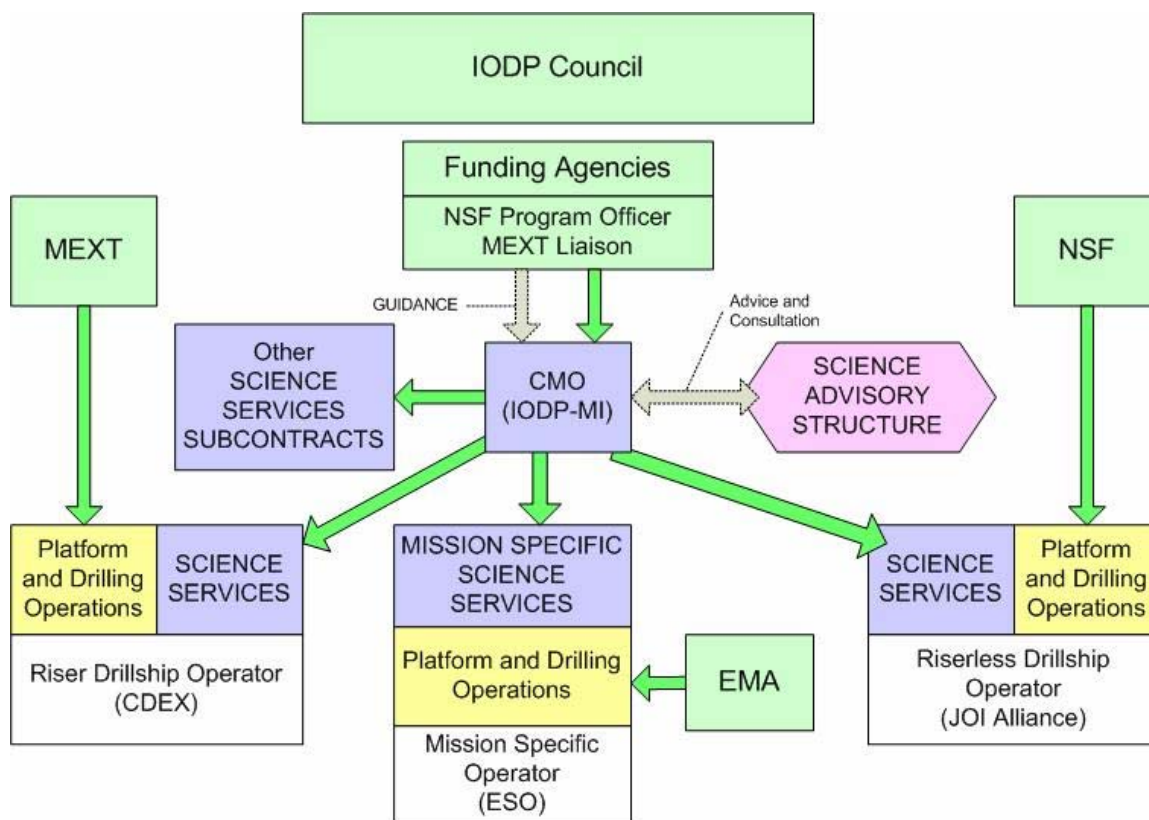 IODP Council
Funding Agencies
NSF Program Officer
MEXT Liaison
MEXT
NSF
GUIDANCE
Advice and
Consultation
Other
SCIENCE
SERVICES
SUBCONTRACTS
CMO
(IODP-MI)
SCIENCE
ADVISORY
STRUCTURE
Platform
and Drilling
Operations
SCIENCE
SERVICES
Riser Drillship Operator
(CDEX)
MISSION SPECIFIC
SCIENCE
SERVICES
Platform and Drilling
Operations
Mission Specific
Operator
(ESO)
EMA
SCIENCE
SERVICES
Platform
and Drilling
Operations
Riserless Drillship
Operator
(JOI Alliance)